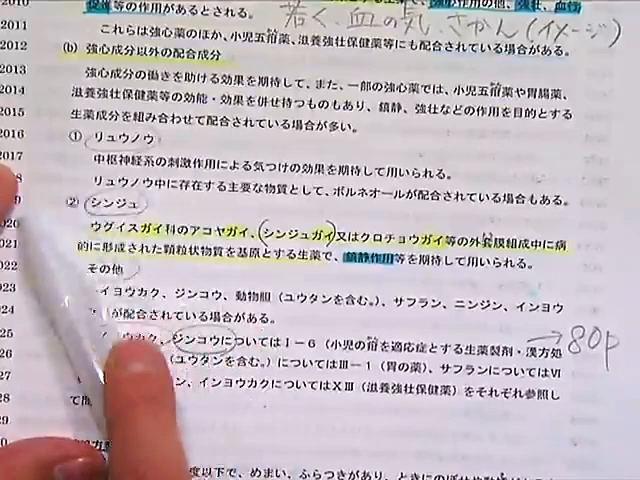 促進等の作用があるとされる。
若く、血の気、さかん(イメージ)
2011 これらは強心薬のほか、小児五疳薬、滋養強壮保健薬等にも配合されている場合がある。
2012 (b) 強心成分以外の配合成分
2013 強心成分の働きを助ける効果を期待して、また、一部の強心薬では、小児五疳薬や胃腸薬、
2014 滋養強壮保健薬等の効能・効果を併せ持つものもあり、鎮静、強壮などの作用を目的とする
2015 生薬成分を組み合わせて配合されている場合が多い。
2016 ① リュウノウ
2017 中枢神経系の刺激作用による気つけの効果を期待して用いられる。
リュウノウ中に存在する主要な物質として、ボルネオールが配合されている場合もある。
② シンジュ
020 ウグイスガイ科のアコヤガイ、シンジュガイ又はクロチョウガイ等の外套膜組成中に病
021 的に形成された顆粒状物質を基原とする生薬で、鎮静作用等を期待して用いられる。
022 その他
023 イヨウカク、ジンコウ、動物胆(ユウタンを含む。)、サフラン、ニンジン、インヨウ
024 が配合されている場合がある。
25 ウカク、ジンコウについてはⅠ-6(小児の疳を適応症とする生薬製剤・漢方処 →80p
26 (ユウタンを含む。)についてはⅢ-1(胃の薬)、サフランについてはⅥ
27 ン、インヨウカクについてはⅩⅢ(滋養強壮保健薬)をそれぞれ参照し
28 て
度以下で、めまい、ふらつきがあり、ときにのぼせや